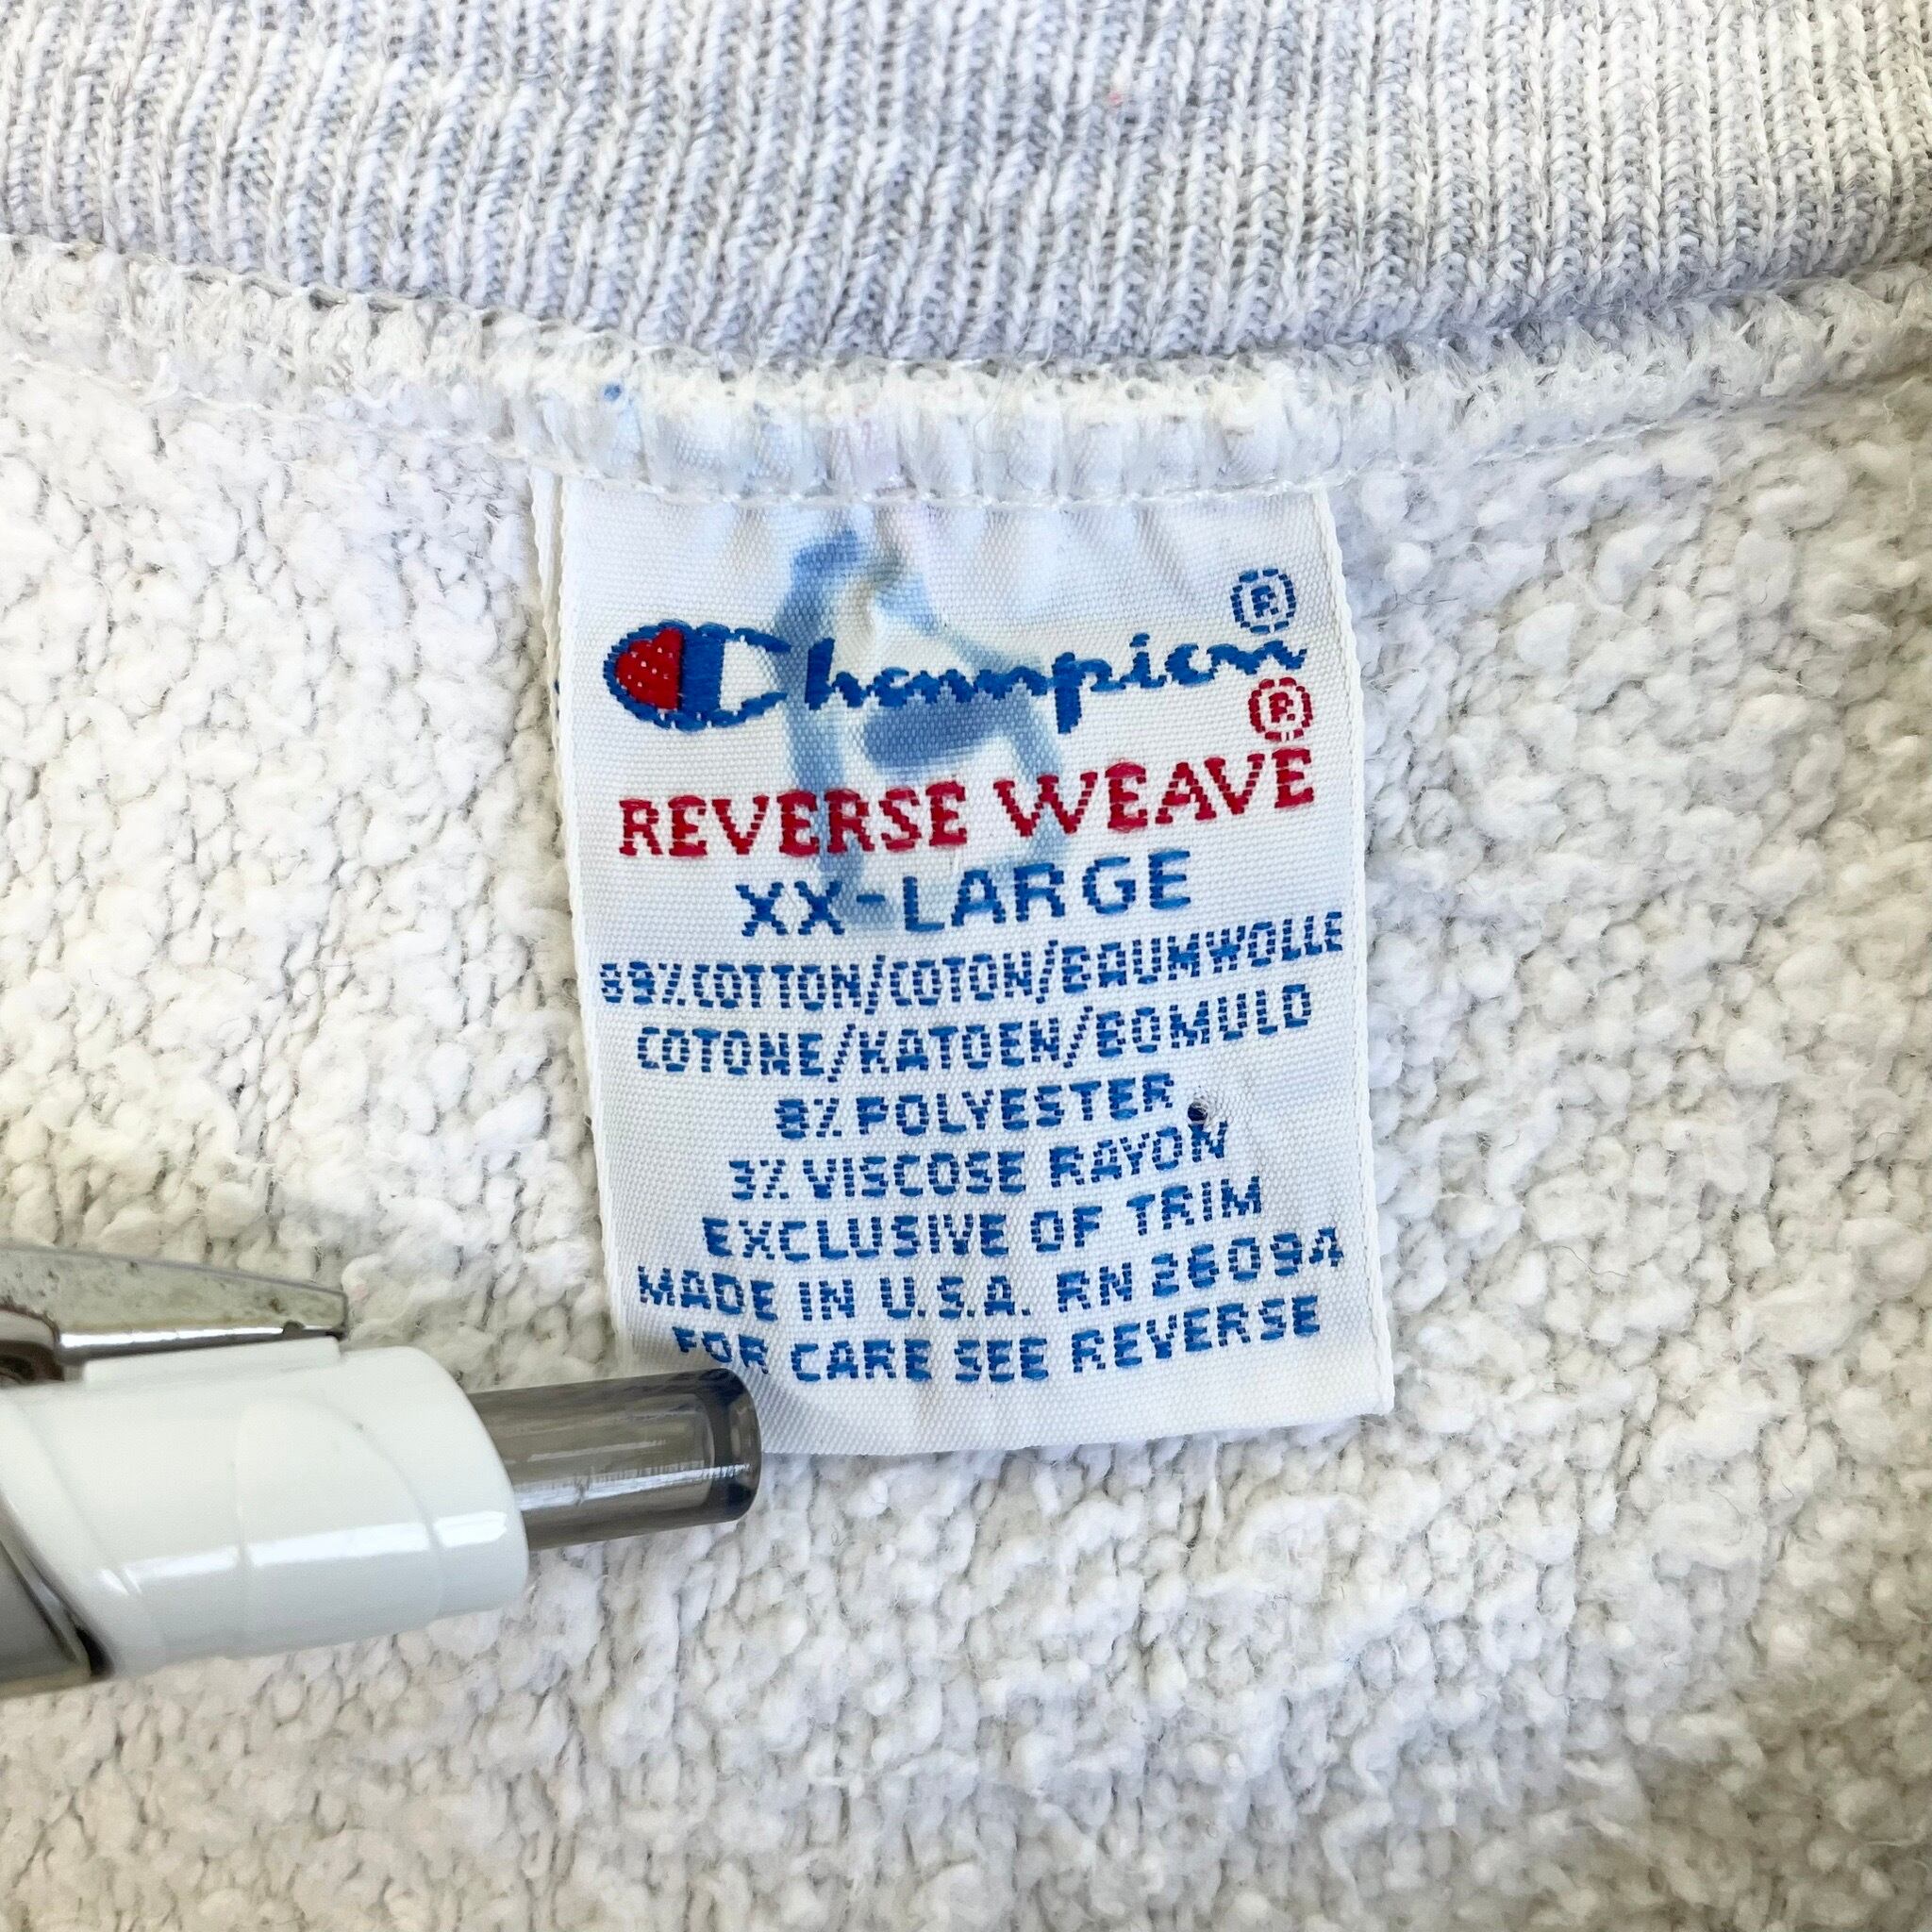 Champion®
REVERSE WEAVE®
XX-LARGE
89%COTTON/COTON/BAUMWOLLE
COTONE/KATOEN/BOMULD
8% POLYESTER
3% VISCOSE RAYON
EXCLUSIVE OF TRIM
MADE IN U.S.A. RN 26094
FOR CARE SEE REVERSE